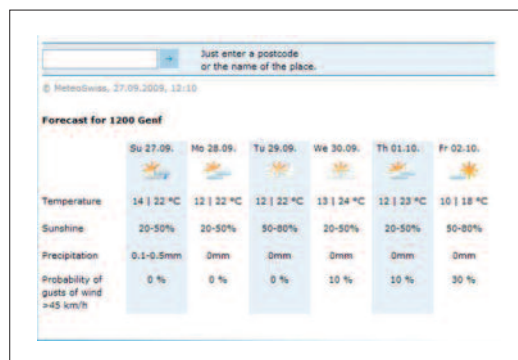 Just enter a postcode
or the name of the place.
© MeteoSwiss, 27.09.2009, 12:10
Forecast for 1200 Genf
Su 27.09. Mo 28.09. Tu 29.09. We 30.09. Th 01.10. Fr 02.10.
Temperature 14 | 22 °C 12 | 22 °C 12 | 22 °C 13 | 24 °C 12 | 23 °C 10 | 18 °C
Sunshine 20-50% 20-50% 50-80% 20-50% 20-50% 50-80%
Precipitation 0.1-0.5mm 0mm 0mm 0mm 0mm 0mm
Probability of 0 % 0 % 0 % 10 % 10 % 30 %
gusts of wind
>45 km/h